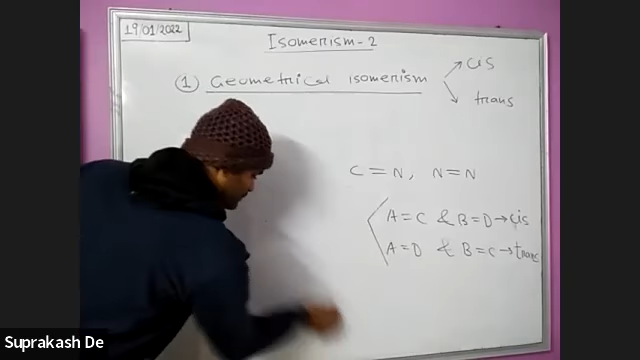 19/01/2022
Isomerism-2
① Geometrical isomerism
cis
trans
C=N, N=N
A=C & B=D→cis
A=D & B=C→trans
Suprakash De